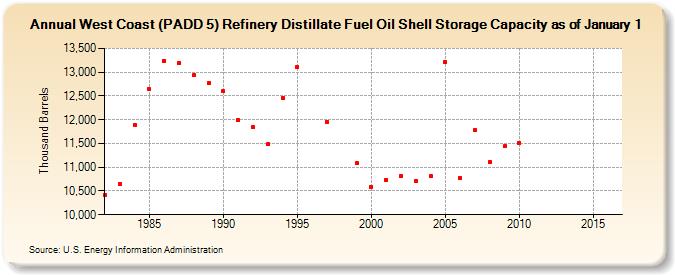 Annual West Coast (PADD 5) Refinery Distillate Fuel Oil Shell Storage Capacity as of January 1
Thousand Barrels
13,500
13,000
12,500
12,000
11,500
11,000
10,500
10,000
1985 1990 1995 2000 2005 2010 2015
Source: U.S. Energy Information Administration